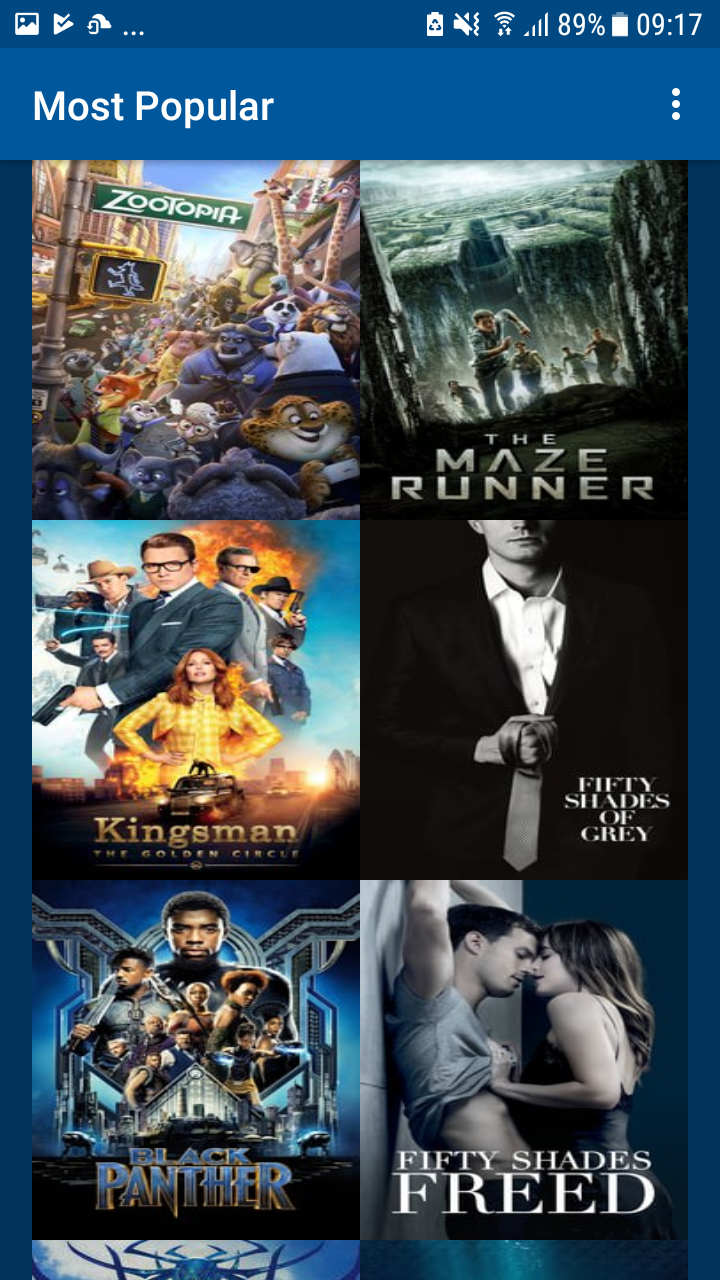 ... 89% 09:17
Most Popular
ZOOTOPIA
THE
MAZE
RUNNER
Kingsman
THE GOLDEN CIRCLE
FIFTY
SHADES
OF
GREY
BLACK
PANTHER
FIFTY SHADES
FREED